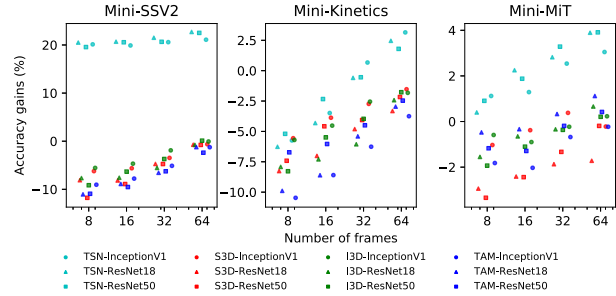 Mini-SSV2 Mini-Kinetics Mini-MiT
Accuracy gains (%)
20
10
0
−10
8 16 32 64
2.5
0.0
−2.5
−5.0
−7.5
−10.0
8 16 32 64
4
2
0
−2
8 16 32 64
Number of frames
TSN-InceptionV1 S3D-InceptionV1 I3D-InceptionV1 TAM-InceptionV1
TSN-ResNet18 S3D-ResNet18 I3D-ResNet18 TAM-ResNet18
TSN-ResNet50 S3D-ResNet50 I3D-ResNet50 TAM-ResNet50